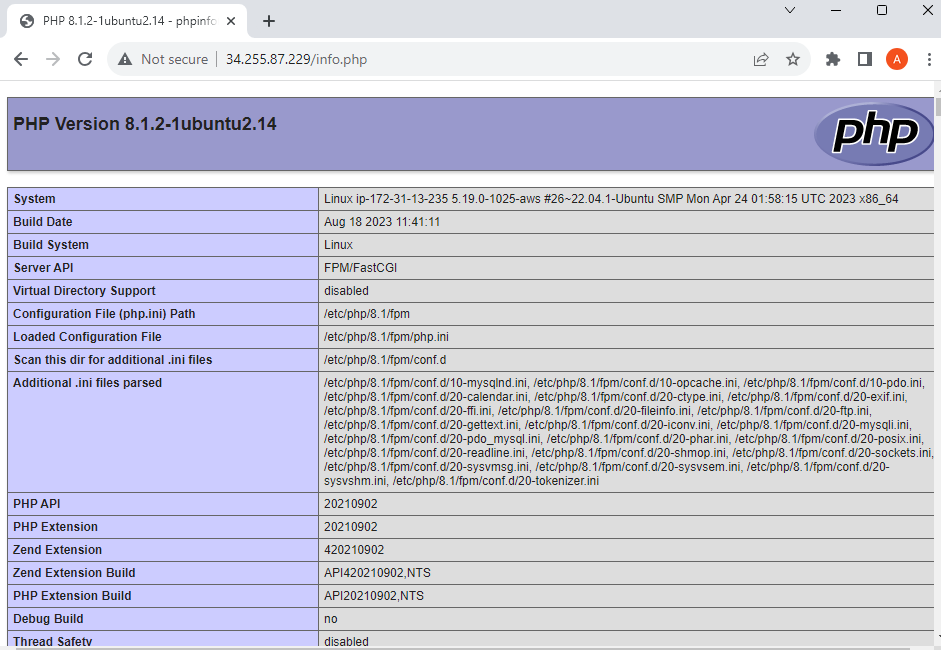 PHP 8.1.2-1ubuntu2.14 - phpinfo
Not secure
34.255.87.229/info.php
A
PHP Version 8.1.2-1ubuntu2.14
php
System Linux ip-172-31-13-235 5.19.0-1025-aws #26~22.04.1-Ubuntu SMP Mon Apr 24 01:58:15 UTC 2023 x86_64
Build Date Aug 18 2023 11:41:11
Build System Linux
Server API FPM/FastCGI
Virtual Directory Support disabled
Configuration File (php.ini) Path /etc/php/8.1/fpm
Loaded Configuration File /etc/php/8.1/fpm/php.ini
Scan this dir for additional .ini files /etc/php/8.1/fpm/conf.d
Additional .ini files parsed /etc/php/8.1/fpm/conf.d/10-mysqlnd.ini, /etc/php/8.1/fpm/conf.d/10-opcache.ini, /etc/php/8.1/fpm/conf.d/10-pdo.ini,
/etc/php/8.1/fpm/conf.d/20-calendar.ini, /etc/php/8.1/fpm/conf.d/20-ctype.ini, /etc/php/8.1/fpm/conf.d/20-exif.ini,
/etc/php/8.1/fpm/conf.d/20-ffi.ini, /etc/php/8.1/fpm/conf.d/20-fileinfo.ini, /etc/php/8.1/fpm/conf.d/20-ftp.ini,
/etc/php/8.1/fpm/conf.d/20-gettext.ini, /etc/php/8.1/fpm/conf.d/20-iconv.ini, /etc/php/8.1/fpm/conf.d/20-mysqli.ini,
/etc/php/8.1/fpm/conf.d/20-pdo_mysql.ini, /etc/php/8.1/fpm/conf.d/20-phar.ini, /etc/php/8.1/fpm/conf.d/20-posix.ini,
/etc/php/8.1/fpm/conf.d/20-readline.ini, /etc/php/8.1/fpm/conf.d/20-shmop.ini, /etc/php/8.1/fpm/conf.d/20-sockets.ini,
/etc/php/8.1/fpm/conf.d/20-sysvmsg.ini, /etc/php/8.1/fpm/conf.d/20-sysvsem.ini, /etc/php/8.1/fpm/conf.d/20-
sysvshm.ini, /etc/php/8.1/fpm/conf.d/20-tokenizer.ini
PHP API 20210902
PHP Extension 20210902
Zend Extension 420210902
Zend Extension Build API420210902,NTS
PHP Extension Build API20210902,NTS
Debug Build no
Thread Safety disabled